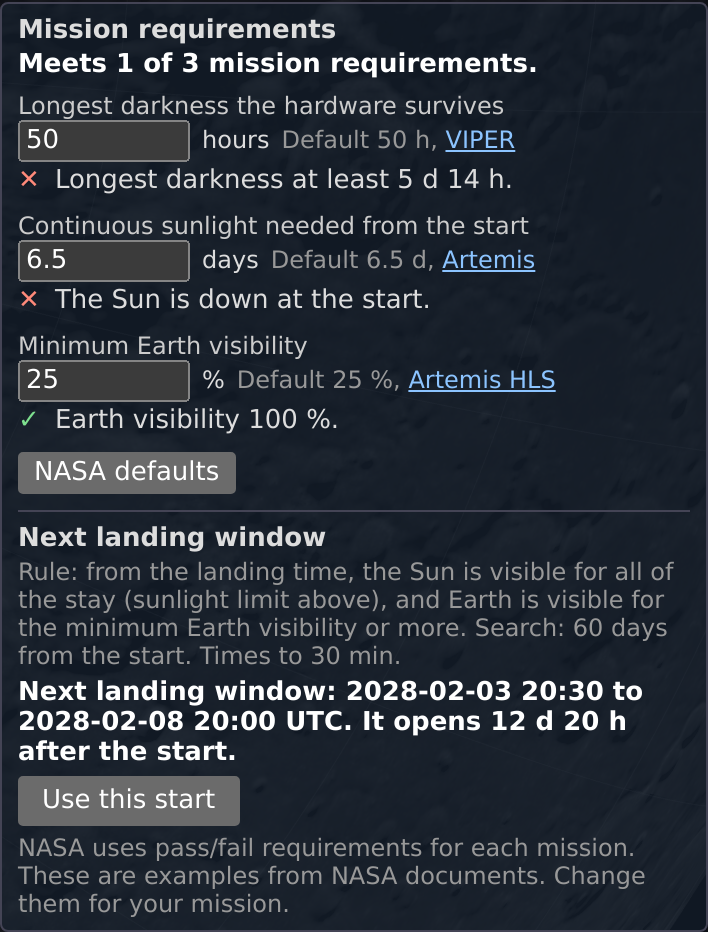 Mission requirements
Meets 1 of 3 mission requirements.
Longest darkness the hardware survives
50 hours Default 50 h, VIPER
✕ Longest darkness at least 5 d 14 h.
Continuous sunlight needed from the start
6.5 days Default 6.5 d, Artemis
✕ The Sun is down at the start.
Minimum Earth visibility
25 % Default 25 %, Artemis HLS
✓ Earth visibility 100 %.
NASA defaults
Next landing window
Rule: from the landing time, the Sun is visible for all of
the stay (sunlight limit above), and Earth is visible for
the minimum Earth visibility or more. Search: 60 days
from the start. Times to 30 min.
Next landing window: 2028-02-03 20:30 to
2028-02-08 20:00 UTC. It opens 12 d 20 h
after the start.
Use this start
NASA uses pass/fail requirements for each mission.
These are examples from NASA documents. Change
them for your mission.